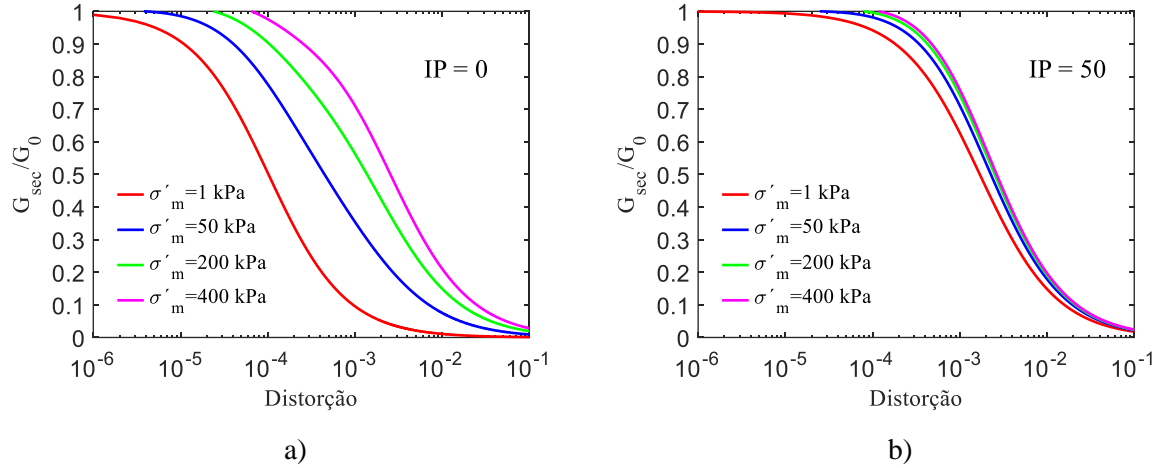 1
0.9
0.8
0.7
0.6
0.5
0.4
0.3
0.2
0.1
0
G_sec/G_0
IP = 0
σ´_m=1 kPa
σ´_m=50 kPa
σ´_m=200 kPa
σ´_m=400 kPa
10^-6 10^-5 10^-4 10^-3 10^-2 10^-1
Distorção
a)
1
0.9
0.8
0.7
0.6
0.5
0.4
0.3
0.2
0.1
0
G_sec/G_0
IP = 50
σ´_m=1 kPa
σ´_m=50 kPa
σ´_m=200 kPa
σ´_m=400 kPa
10^-6 10^-5 10^-4 10^-3 10^-2 10^-1
Distorção
b)